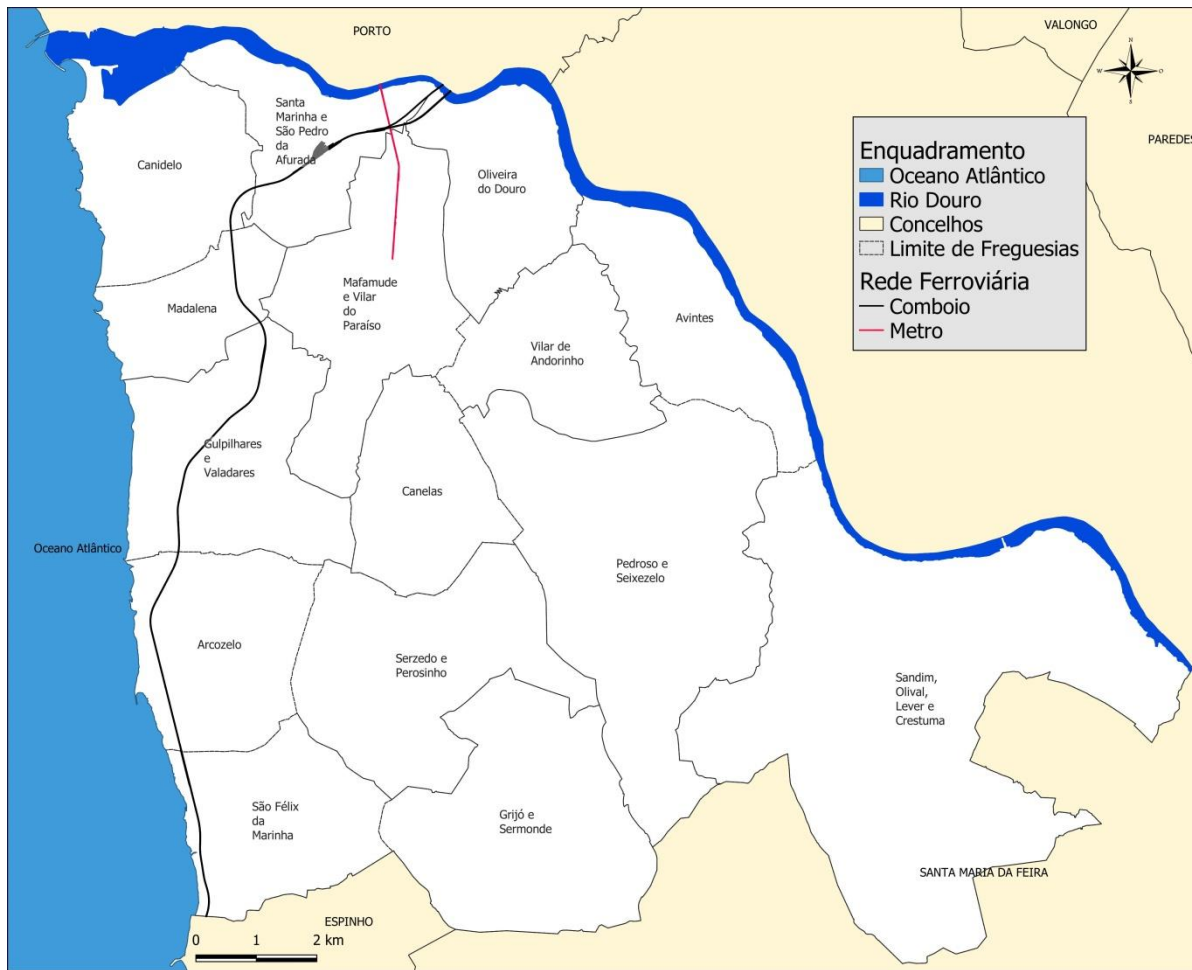 PORTO
VALONGO
N
W
O
S
PAREDES
Enquadramento
Oceano Atlântico
Rio Douro
Concelhos
Limite de Freguesias
Rede Ferroviária
Comboio
Metro
Santa
Marinha e
São Pedro
da
Afurada
Canidelo
Oliveira
do Douro
Madalena
Mafamude
e Vilar
do
Paraíso
Avintes
Vilar de
Andorinho
Gulpilhares
e
Valadares
Canelas
Oceano Atlântico
Pedroso e
Seixezelo
Arcozelo
Serzedo e
Perosinho
Sandim,
Olival,
Lever e
Crestuma
São Félix
da
Marinha
Grijó e
Sermonde
SANTA MARIA DA FEIRA
ESPINHO
0 1 2 km